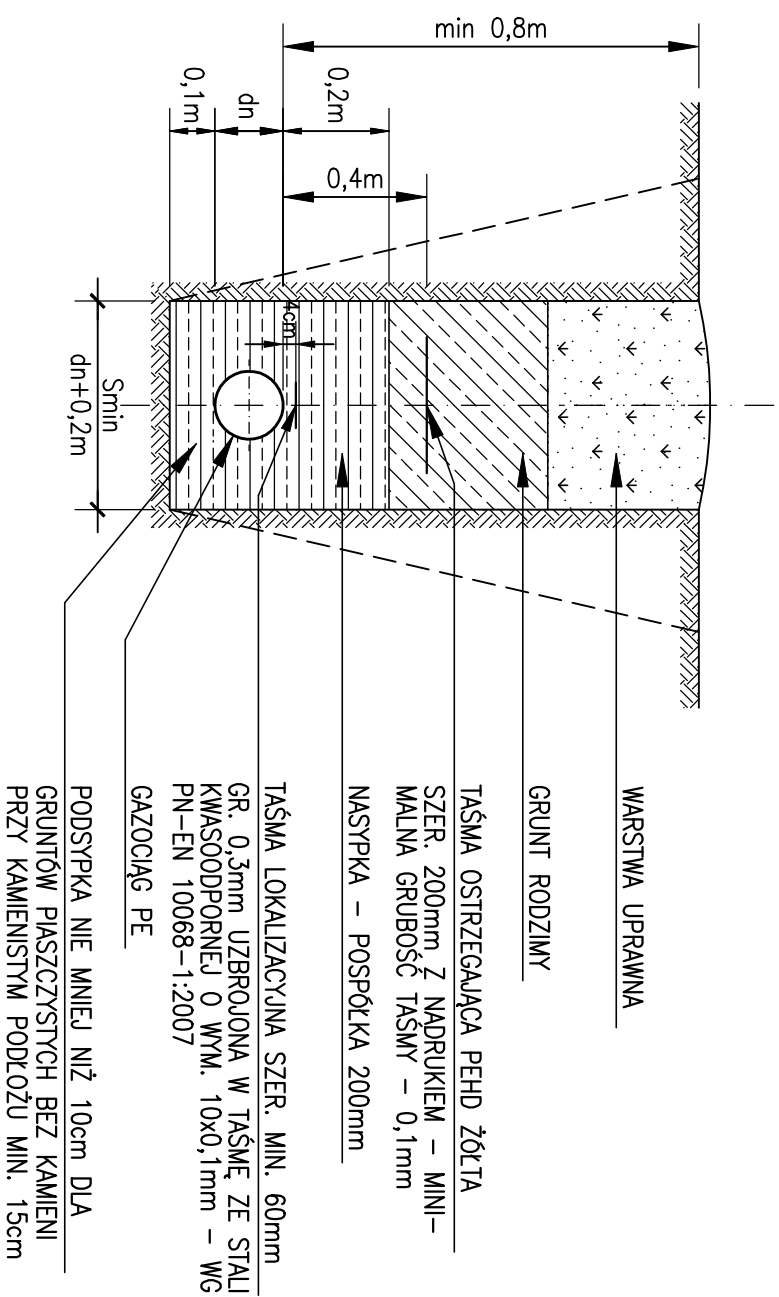 min 0,8m
0,1m
dn
0,2m
0,4m
4cm
Smin
dn+0,2m
WARSTWA UPRAWNA
GRUNT RODZIMY
TAŚMA OSTRZEGAJĄCA PEHD ŻÓŁTA
SZER. 200mm Z NADRUKIEM – MINI–
MALNA GRUBOŚĆ TAŚMY – 0,1mm
NASYPKA – POSPÓŁKA 200mm
TAŚMA LOKALIZACYJNA SZER. MIN. 60mm
GR. 0,3mm UZBROJONA W TAŚMĘ ZE STALI
KWASOODPORNEJ O WYM. 10x0,1mm – WG
PN–EN 10068–1:2007
GAZOCIĄG PE
PODSYPKA NIE MNIEJ NIŻ 10cm DLA
GRUNTÓW PIASZCZYSTYCH BEZ KAMIENI
PRZY KAMIENISTYM PODŁOŻU MIN. 15cm